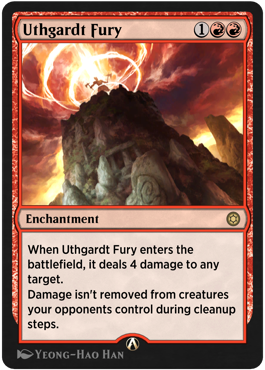 Uthgardt Fury 1
Enchantment
When Uthgardt Fury enters the
battlefield, it deals 4 damage to any
target.
Damage isn't removed from creatures
your opponents control during cleanup
steps.
Yeong-Hao Han